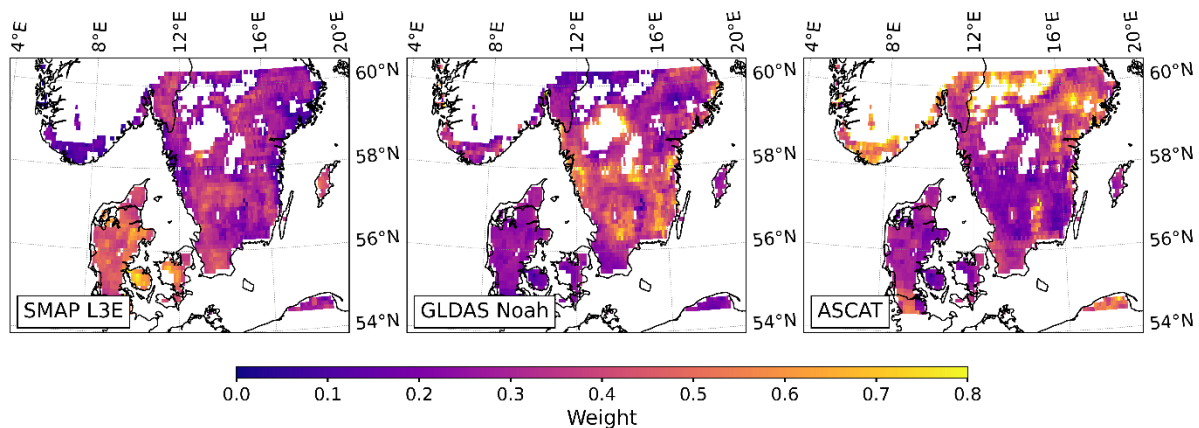 4°E 8°E 12°E 16°E 20°E 4°E 8°E 12°E 16°E 20°E 4°E 8°E 12°E 16°E 20°E
60°N 60°N 60°N
58°N 58°N 58°N
56°N 56°N 56°N
SMAP L3E GLDAS Noah ASCAT
54°N 54°N 54°N
0.0 0.1 0.2 0.3 0.4 0.5 0.6 0.7 0.8
Weight